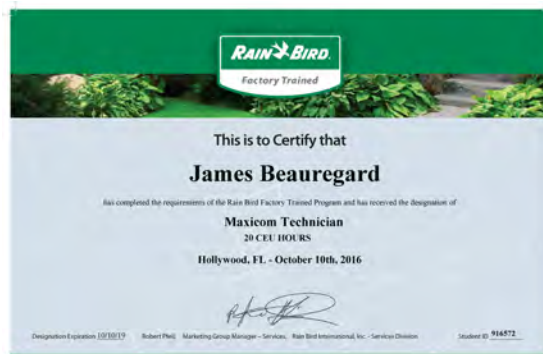 RAIN BIRD.
Factory Trained
This is to Certify that
James Beauregard
has completed the requirements of the Rain Bird Factory Trained Program and has received the designation of
Maxicom Technician
20 CEU HOURS
Hollywood, FL - October 10th, 2016
Designation Expiration 10/10/19 Robert Pfeil Marketing Group Manager – Services, Rain Bird International, Inc. - Services Division Student ID 916572